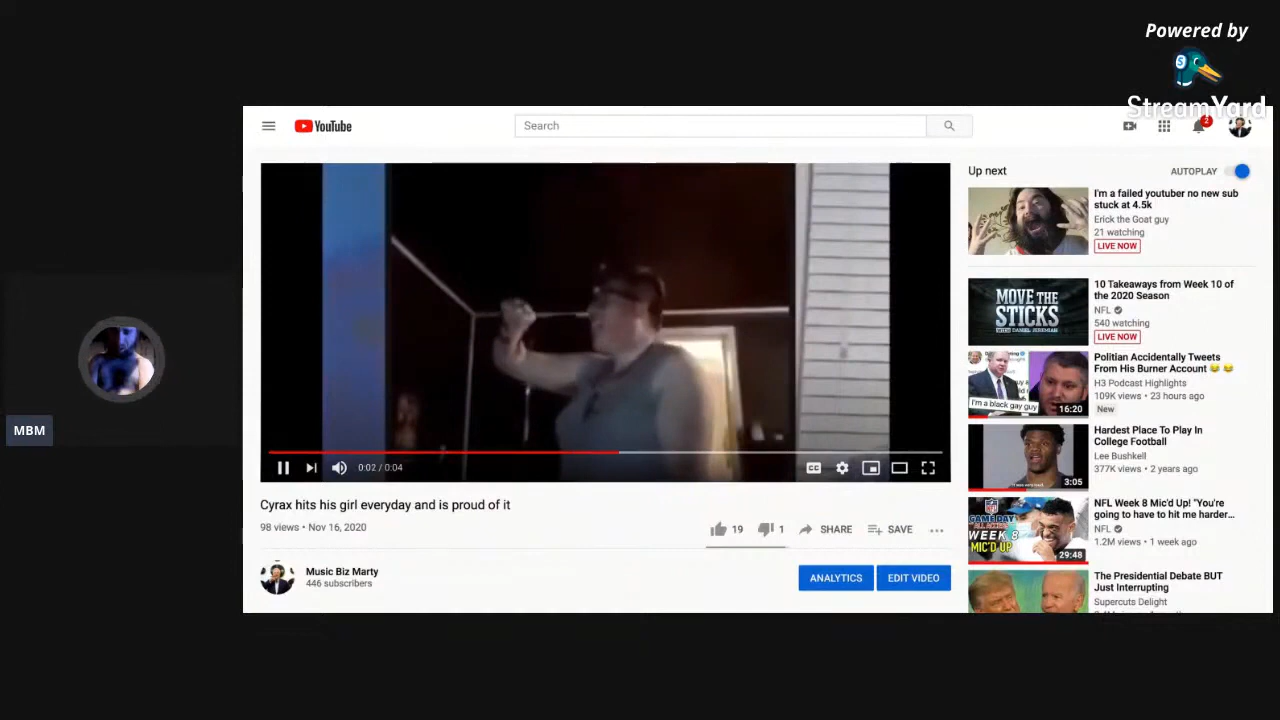 Powered by
StreamYard
YouTube
Search
2
Up next
AUTOPLAY
I'm a failed youtuber no new sub
stuck at 4.5k
Erick the Goat guy
21 watching
LIVE NOW
MOVE THE
STICKS
10 Takeaways from Week 10 of
the 2020 Season
NFL
540 watching
LIVE NOW
I'm a black gay guy
16:20
Politian Accidentally Tweets
From His Burner Account 😂 😂
H3 Podcast Highlights
109K views • 23 hours ago
New
3:05
Hardest Place To Play In
College Football
Lee Bushkell
377K views • 2 years ago
GAMEDAY
ALL ACCESS
WEEK 8
MIC'D UP
29:48
NFL Week 8 Mic'd Up! "You're
going to have to hit me harder...
NFL
1.2M views • 1 week ago
The Presidential Debate BUT
Just Interrupting
Supercuts Delight
MBM
0:02 / 0:04
CC
Cyrax hits his girl everyday and is proud of it
98 views • Nov 16, 2020
19
1
SHARE
SAVE
Music Biz Marty
446 subscribers
ANALYTICS
EDIT VIDEO